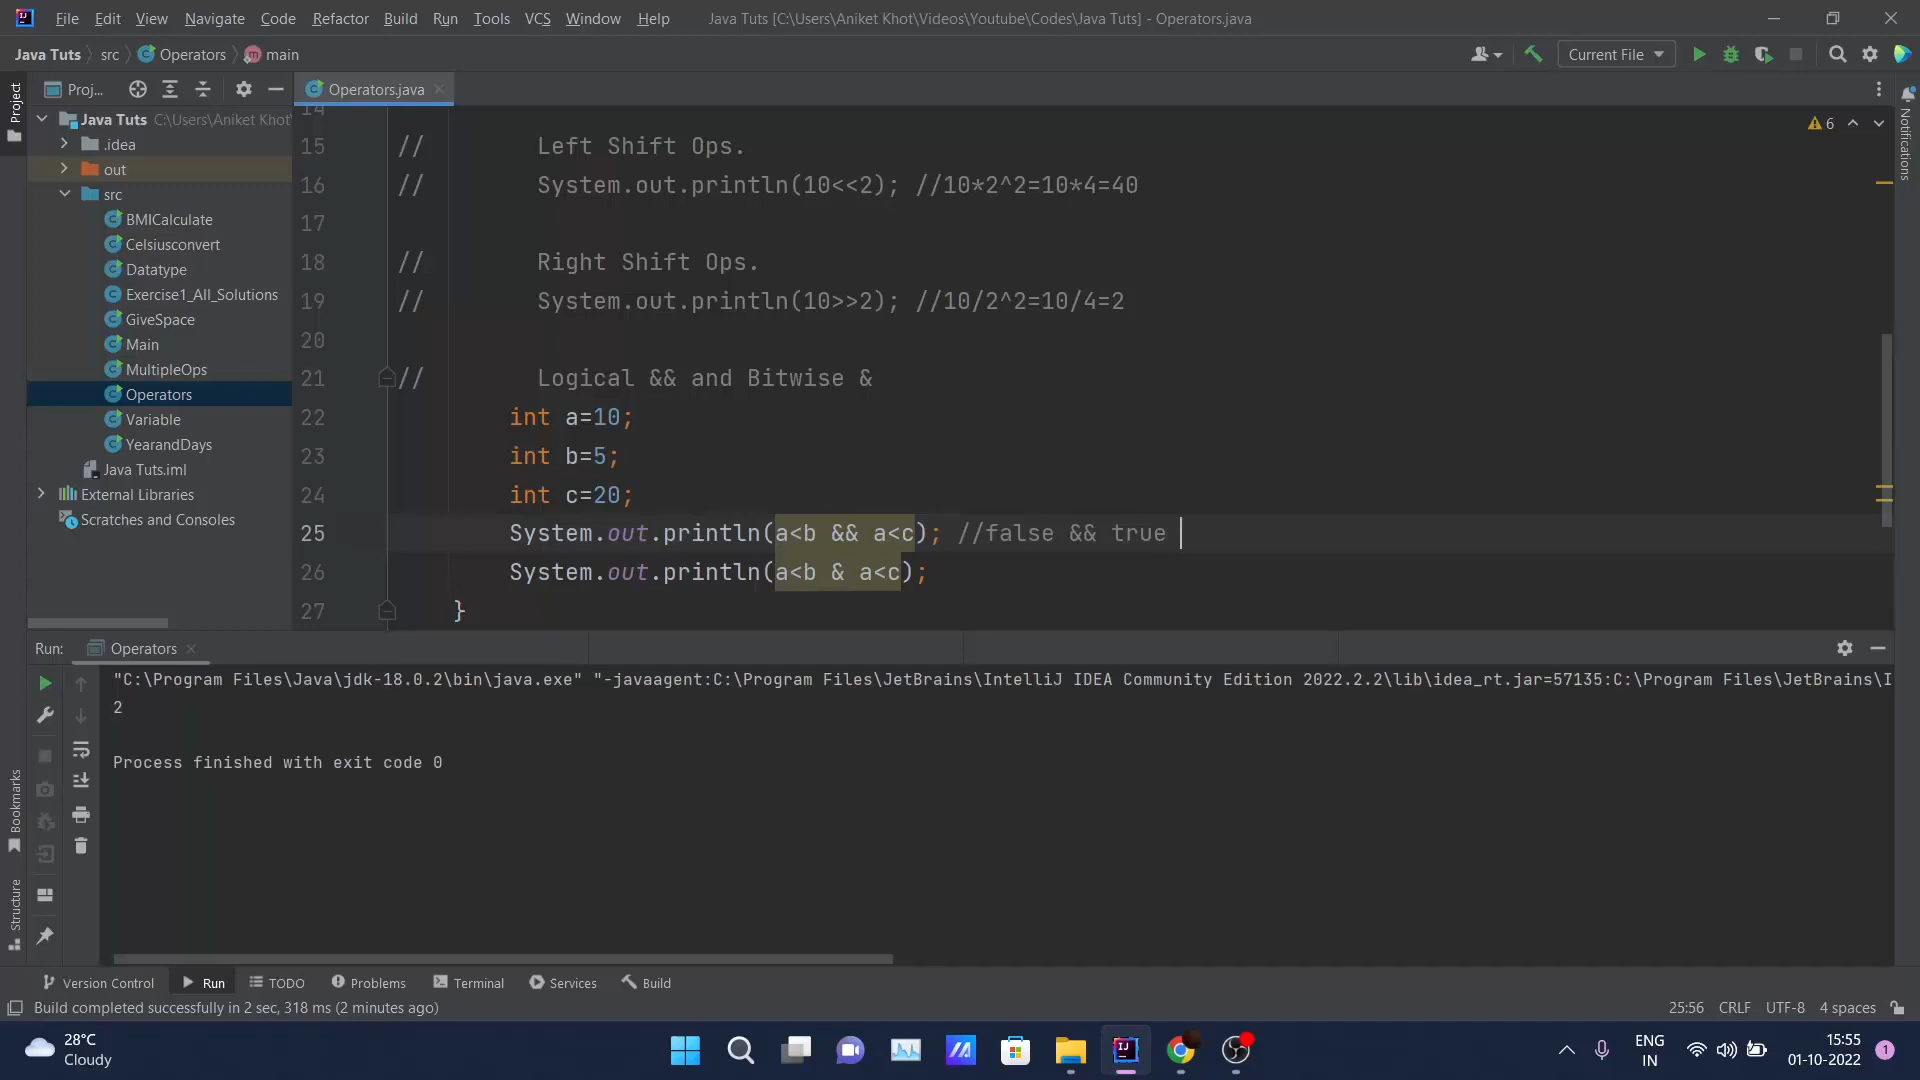 File Edit View Navigate Code Refactor Build Run Tools VCS Window Help Java Tuts [C:\Users\Aniket Khot\Videos\Youtube\Codes\Java Tuts] - Operators.java
Java Tuts src Operators main Current File
Project
Proj...
Operators.java
Notifications
Java Tuts C:\Users\Aniket Khot\
.idea
out
src
BMICalculate
Celsiusconvert
Datatype
Exercise1_All_Solutions
GiveSpace
Main
MultipleOps
Operators
Variable
YearandDays
Java Tuts.iml
External Libraries
Scratches and Consoles
6
14
15 // Left Shift Ops.
16 // System.out.println(10<<2); //10*2^2=10*4=40
17
18 // Right Shift Ops.
19 // System.out.println(10>>2); //10/2^2=10/4=2
20
21 // Logical && and Bitwise &
22 int a=10;
23 int b=5;
24 int c=20;
25 System.out.println(a<b && a<c); //false && true
26 System.out.println(a<b & a<c);
27 }
Run: Operators
"C:\Program Files\Java\jdk-18.0.2\bin\java.exe" "-javaagent:C:\Program Files\JetBrains\IntelliJ IDEA Community Edition 2022.2.2\lib\idea_rt.jar=57135:C:\Program Files\JetBrains\I
2
Process finished with exit code 0
Bookmarks
Structure
Version Control Run TODO Problems Terminal Services Build
Build completed successfully in 2 sec, 318 ms (2 minutes ago) 25:56 CRLF UTF-8 4 spaces
28°C
Cloudy
ENG
IN
15:55
01-10-2022
1